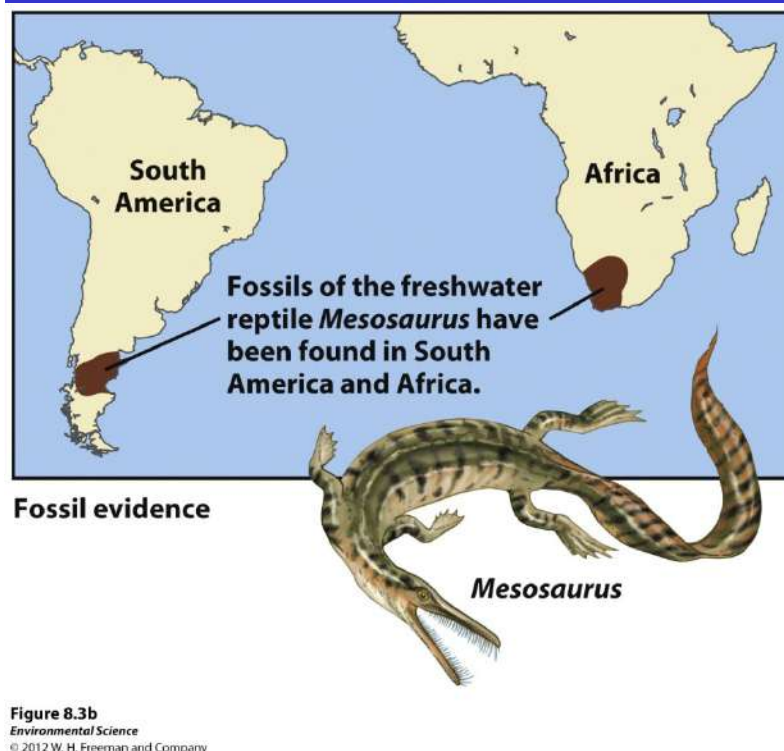 South
America
Africa
Fossils of the freshwater
reptile Mesosaurus have
been found in South
America and Africa.
Fossil evidence
Mesosaurus
Figure 8.3b
Environmental Science
© 2012 W. H. Freeman and Company